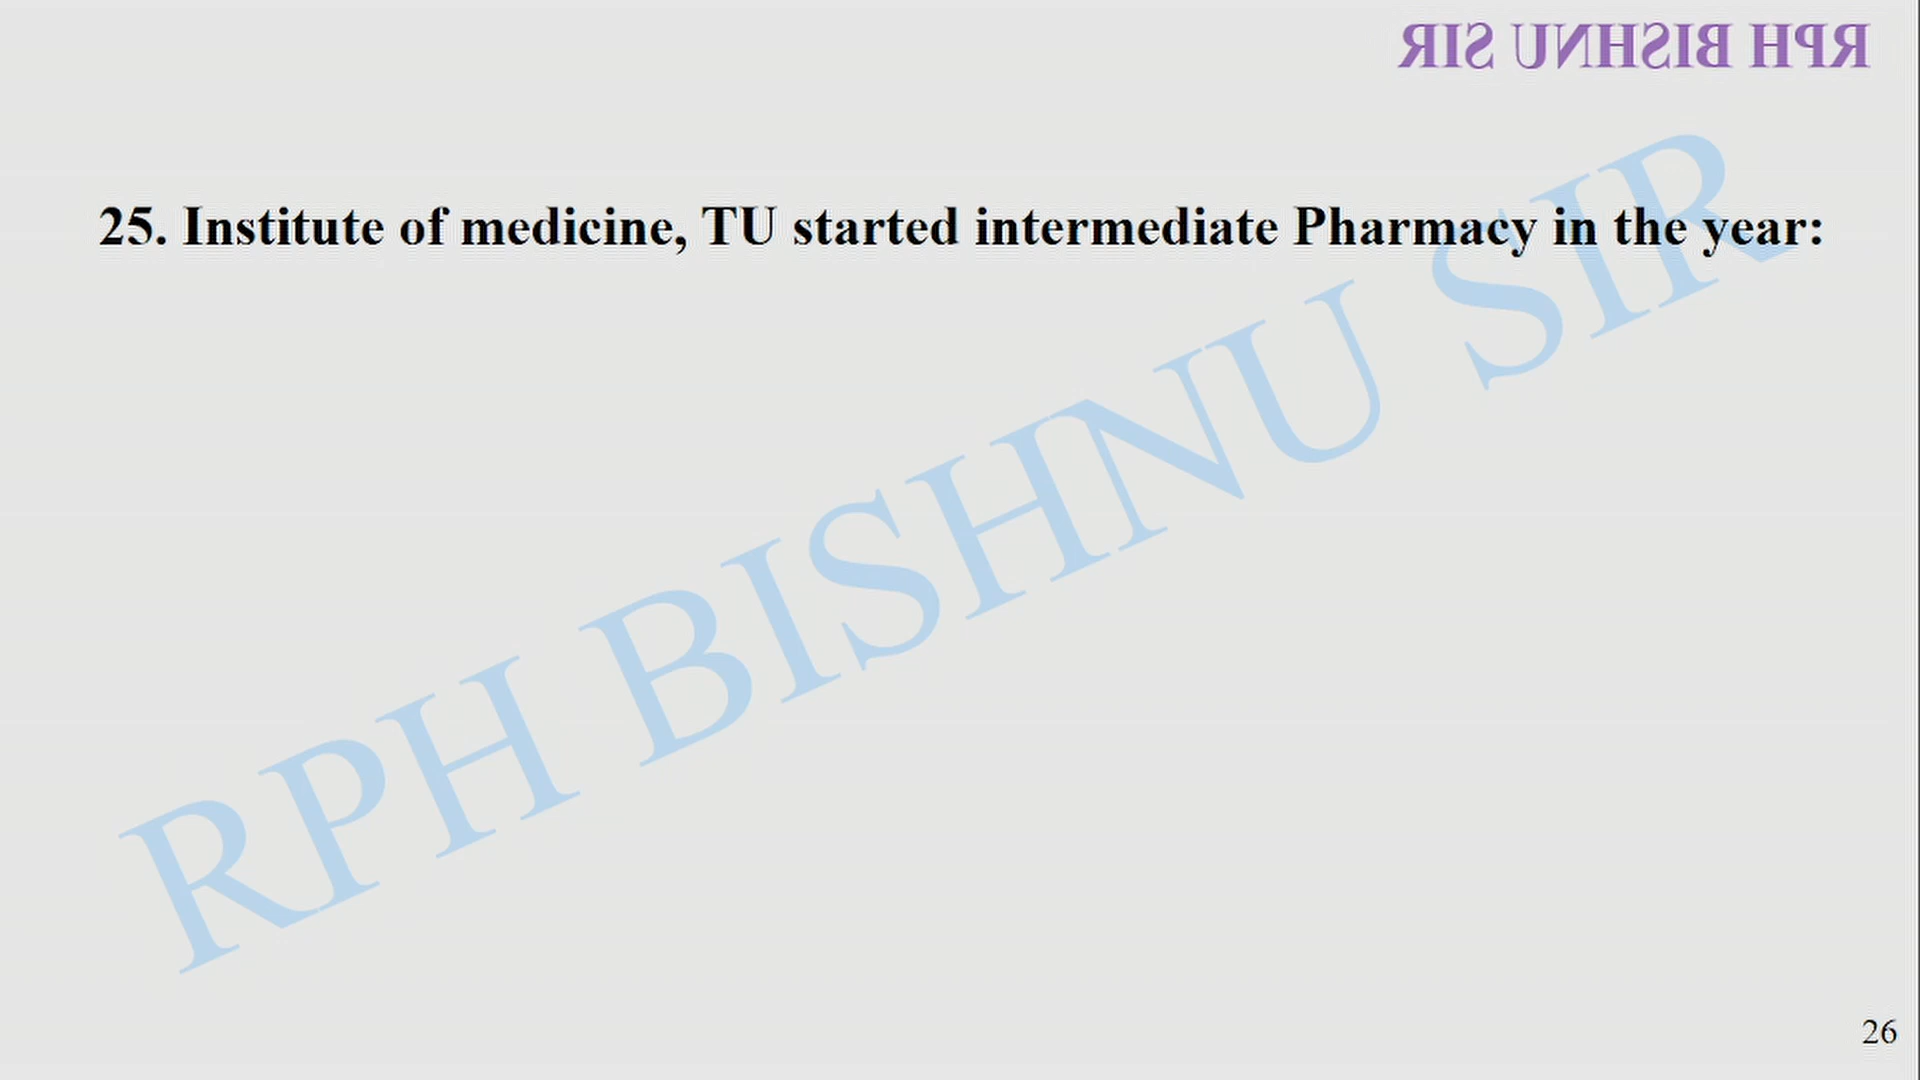 RPH BISHNU SIR
25. Institute of medicine, TU started intermediate Pharmacy in the year:
RPH BISHNU SIR
26